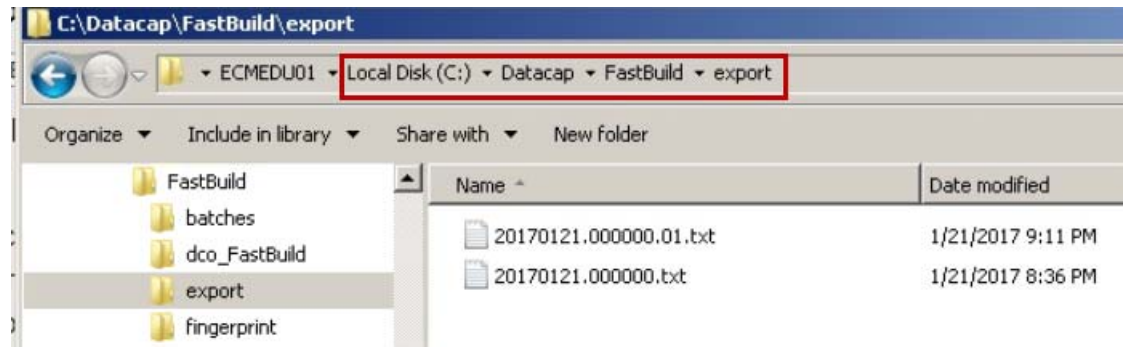 C:\Datacap\FastBuild\export
ECMEDU01 Local Disk (C:) Datacap FastBuild export
Organize Include in library Share with New folder
FastBuild
batches
dco_FastBuild
export
fingerprint
Name Date modified
20170121.000000.01.txt 1/21/2017 9:11 PM
20170121.000000.txt 1/21/2017 8:36 PM